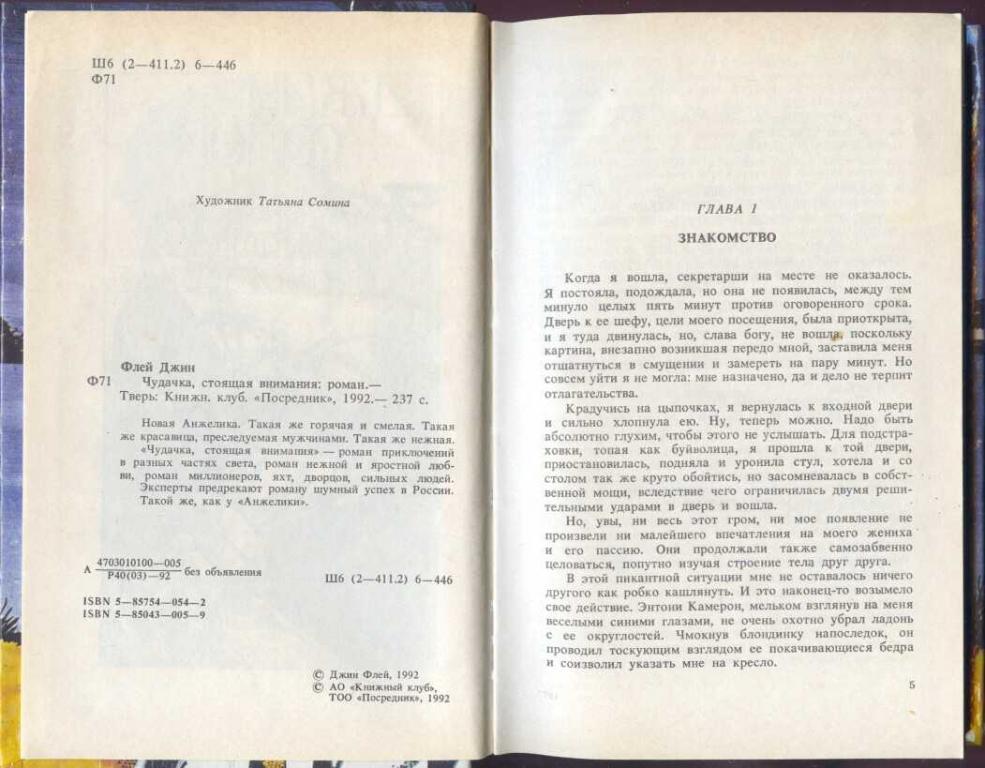 Ш6 (2—411.2) 6—446
Ф71
Художник Татьяна Сомина
Флей Джин
Ф71 Чудачка, стоящая внимания: роман.—
Тверь: Книжн. клуб. «Посредник», 1992.— 237 с.
Новая Анжелика. Такая же горячая и смелая. Такая
же красавица, преследуемая мужчинами. Такая же нежная.
«Чудачка, стоящая внимания» — роман приключений
в разных частях света, роман нежной и яростной люб-
ви, роман миллионеров, яхт, дворцов, сильных людей.
Эксперты предрекают роману шумный успех в России.
Такой же, как у «Анжелики».
4703010100—005
А без объявления
Р40(03)—92
Ш6 (2—411.2) 6—446
ISBN 5—85754—054—2
ISBN 5—85043—005—9
© Джин Флей, 1992
© АО «Книжный клуб»,
ТОО «Посредник», 1992
ГЛАВА 1
ЗНАКОМСТВО
Когда я вошла, секретарши на месте не оказалось.
Я постояла, подождала, но она не появилась, между тем
минуло целых пять минут против оговоренного срока.
Дверь к ее шефу, цели моего посещения, была приоткрыта,
и я туда двинулась, но, слава богу, не вошла, поскольку
картина, внезапно возникшая передо мной, заставила меня
отшатнуться в смущении и замереть на пару минут. Но
совсем уйти я не могла: мне назначено, да и дело не терпит
отлагательства.
Крадучись на цыпочках, я вернулась к входной двери
и сильно хлопнула ею. Ну, теперь можно. Надо быть
абсолютно глухим, чтобы этого не услышать. Для подстра-
ховки, топая как буйволица, я прошла к той двери,
приостановилась, подняла и уронила стул, хотела и со
столом так же круто обойтись, но засомневалась в собст-
венной мощи, вследствие чего ограничилась двумя реши-
тельными ударами в дверь и вошла.
Но, увы, ни весь этот гром, ни мое появление не
произвели ни малейшего впечатления на моего жениха
и его пассию. Они продолжали также самозабвенно
целоваться, попутно изучая строение тела друг друга.
В этой пикантной ситуации мне не оставалось ничего
другого как робко кашлянуть. И это наконец-то возымело
свое действие. Энтони Камерон, мельком взглянув на меня
веселыми синими глазами, не очень охотно убрал ладонь
с ее округлостей. Чмокнув блондинку напоследок, он
проводил тоскующим взглядом ее покачивающиеся бедра
и соизволил указать мне на кресло.
5